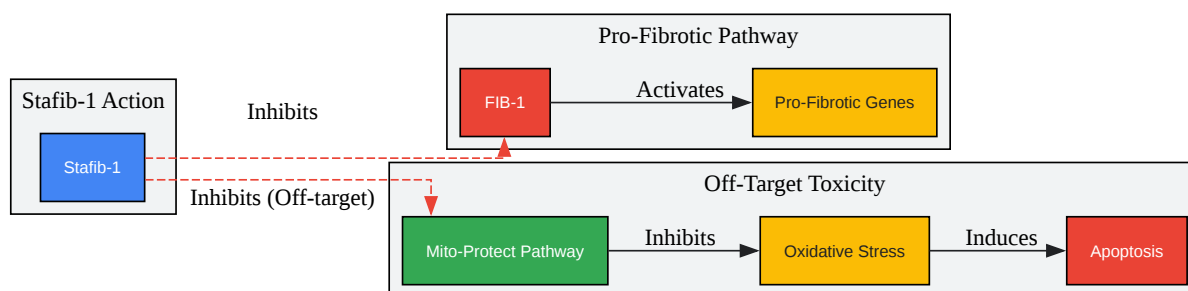 Pro-Fibrotic Pathway
Stafib-1 Action
FIB-1
Activates
Pro-Fibrotic Genes
Inhibits
Stafib-1
Inhibits (Off-target)
Off-Target Toxicity
Mito-Protect Pathway
Inhibits
Oxidative Stress
Induces
Apoptosis